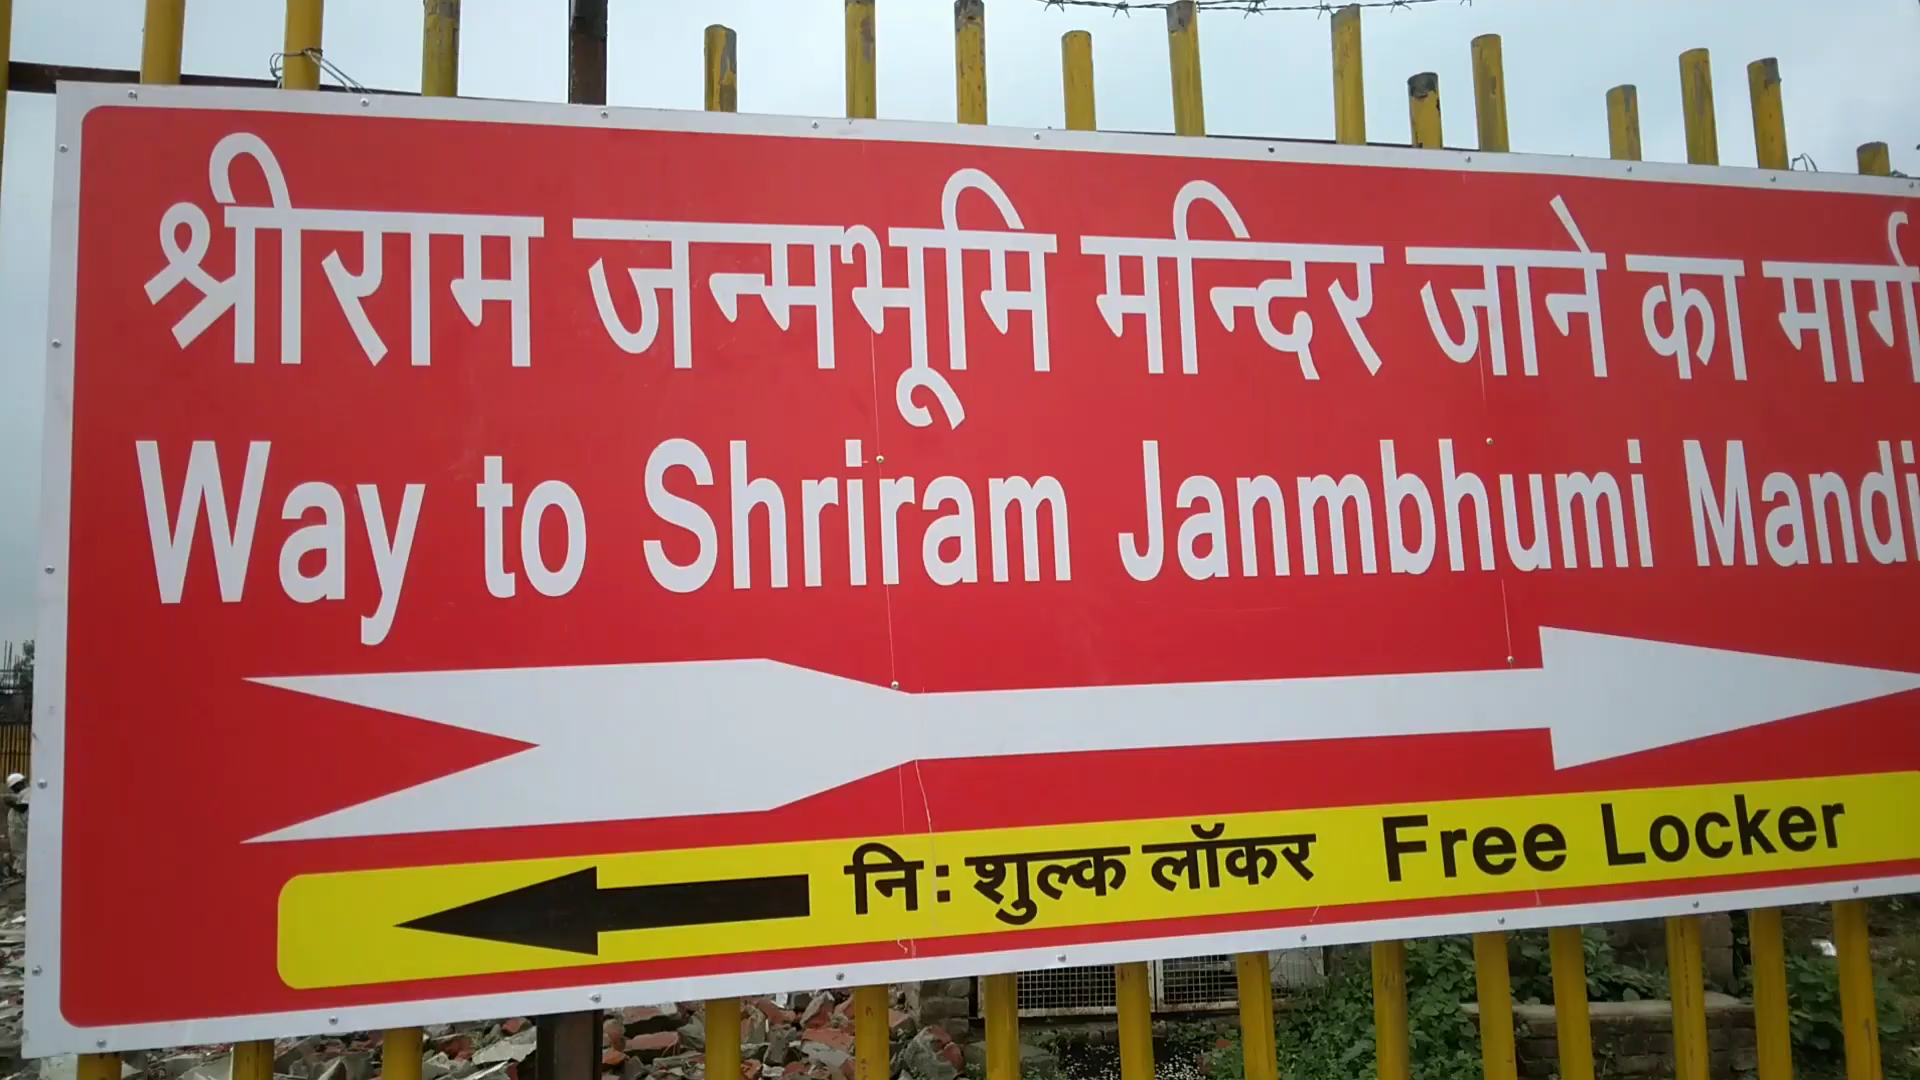 श्रीराम जन्मभूमि मन्दिर जाने का मार्ग
Way to Shriram Janmbhumi Mandi
निःशुल्क लॉकर Free Locker